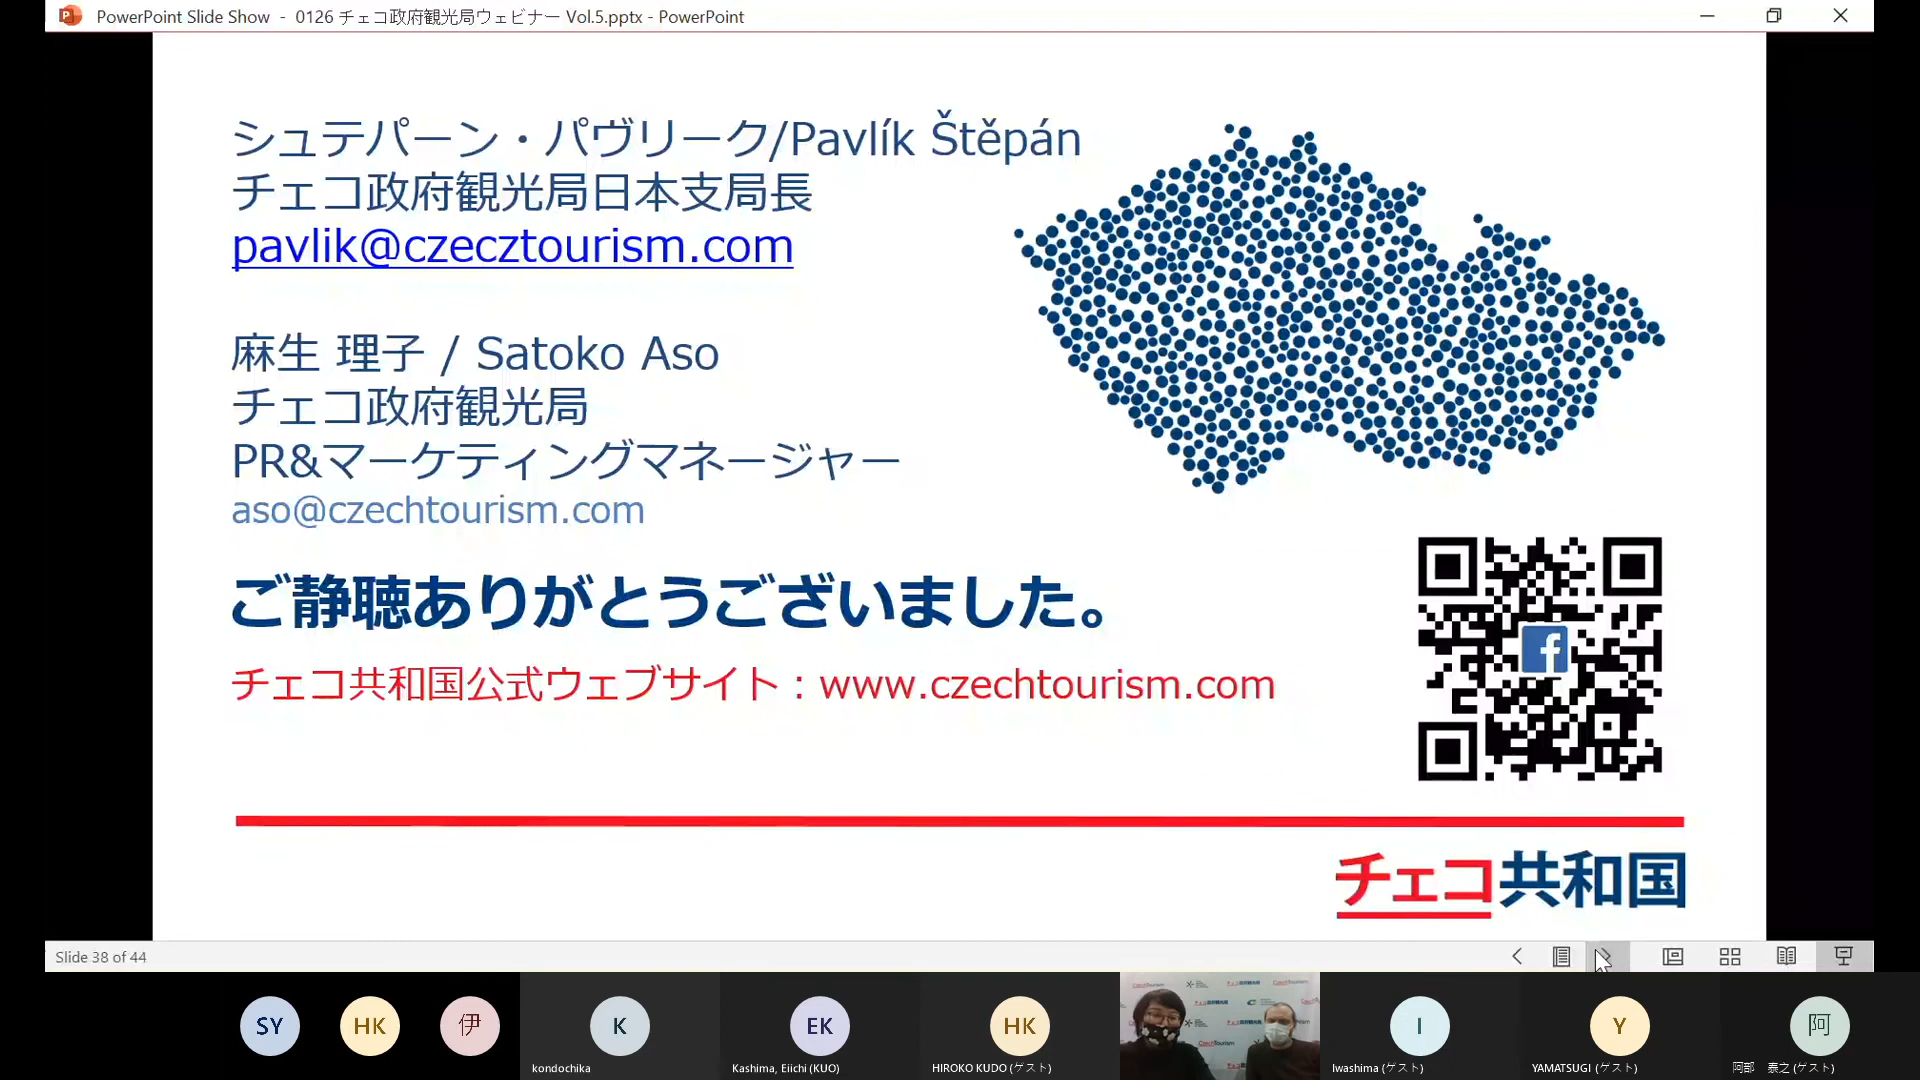 PowerPoint Slide Show - 0126 チェコ政府観光局ウェビナー Vol.5.pptx - PowerPoint
シュテパーン・パヴリーク/Pavlík Štěpán
チェコ政府観光局日本支局長
pavlik@czecztourism.com
麻生 理子 / Satoko Aso
チェコ政府観光局
PR&マーケティングマネージャー
aso@czechtourism.com
ご静聴ありがとうございました。
チェコ共和国公式ウェブサイト：www.czechtourism.com
チェコ共和国
Slide 38 of 44
SY
HK
伊
K
EK
HK
I
Y
阿
kondochika
Kashima, Eiichi (KUO)
HIROKO KUDO (ゲスト)
Iwashima (ゲスト)
YAMATSUGI (ゲスト)
阿部 泰之 (ゲスト)